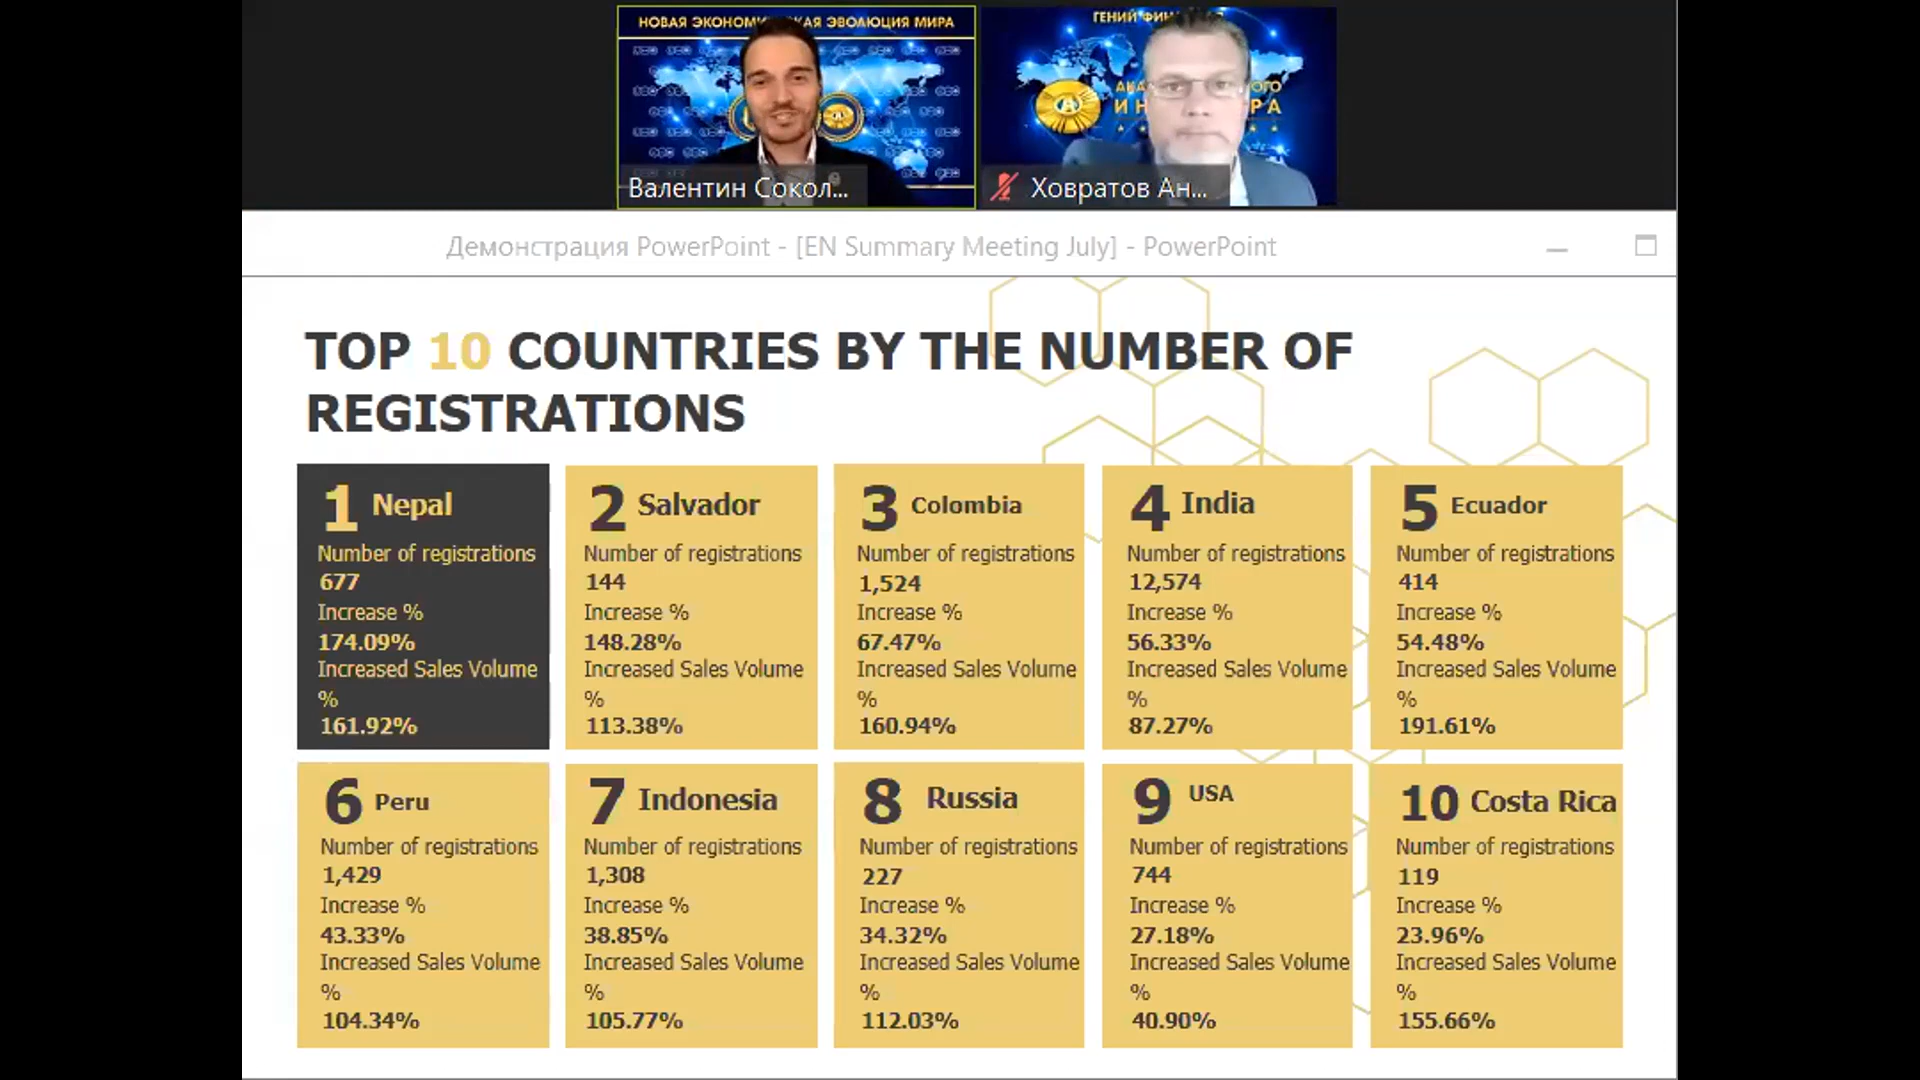 НОВАЯ ЭКОНОМИЧЕСКАЯ ЭВОЛЮЦИЯ МИРА
Валентин Сокол...
ГЕНИЙ
Ховратов Ан...
Демонстрация PowerPoint - [EN Summary Meeting July] - PowerPoint
TOP 10 COUNTRIES BY THE NUMBER OF
REGISTRATIONS
1 Nepal
Number of registrations
677
Increase %
174.09%
Increased Sales Volume
%
161.92%
2 Salvador
Number of registrations
144
Increase %
148.28%
Increased Sales Volume
%
113.38%
3 Colombia
Number of registrations
1,524
Increase %
67.47%
Increased Sales Volume
%
160.94%
4 India
Number of registrations
12,574
Increase %
56.33%
Increased Sales Volume
%
87.27%
5 Ecuador
Number of registrations
414
Increase %
54.48%
Increased Sales Volume
%
191.61%
6 Peru
Number of registrations
1,429
Increase %
43.33%
Increased Sales Volume
%
104.34%
7 Indonesia
Number of registrations
1,308
Increase %
38.85%
Increased Sales Volume
%
105.77%
8 Russia
Number of registrations
227
Increase %
34.32%
Increased Sales Volume
%
112.03%
9 USA
Number of registrations
744
Increase %
27.18%
Increased Sales Volume
%
40.90%
10 Costa Rica
Number of registrations
119
Increase %
23.96%
Increased Sales Volume
%
155.66%